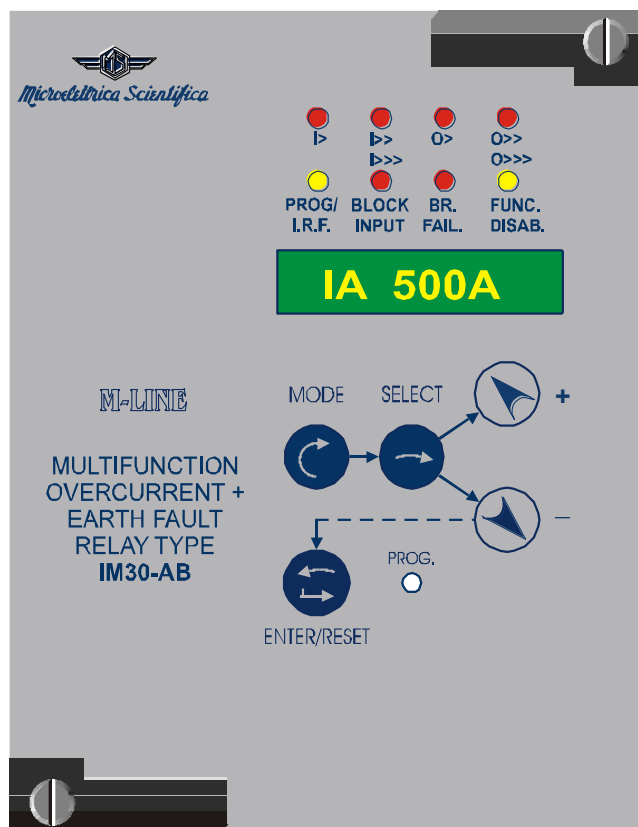 MS
Microelettrica Scientifica
I> I>> O> O>>
I>>> O>>>
PROG/ BLOCK BR. FUNC.
I.R.F. INPUT FAIL. DISAB.
IA 500A
M-LINE
MODE SELECT
+
MULTIFUNCTION
OVERCURRENT +
EARTH FAULT
RELAY TYPE
IM30-AB
–
PROG.
ENTER/RESET